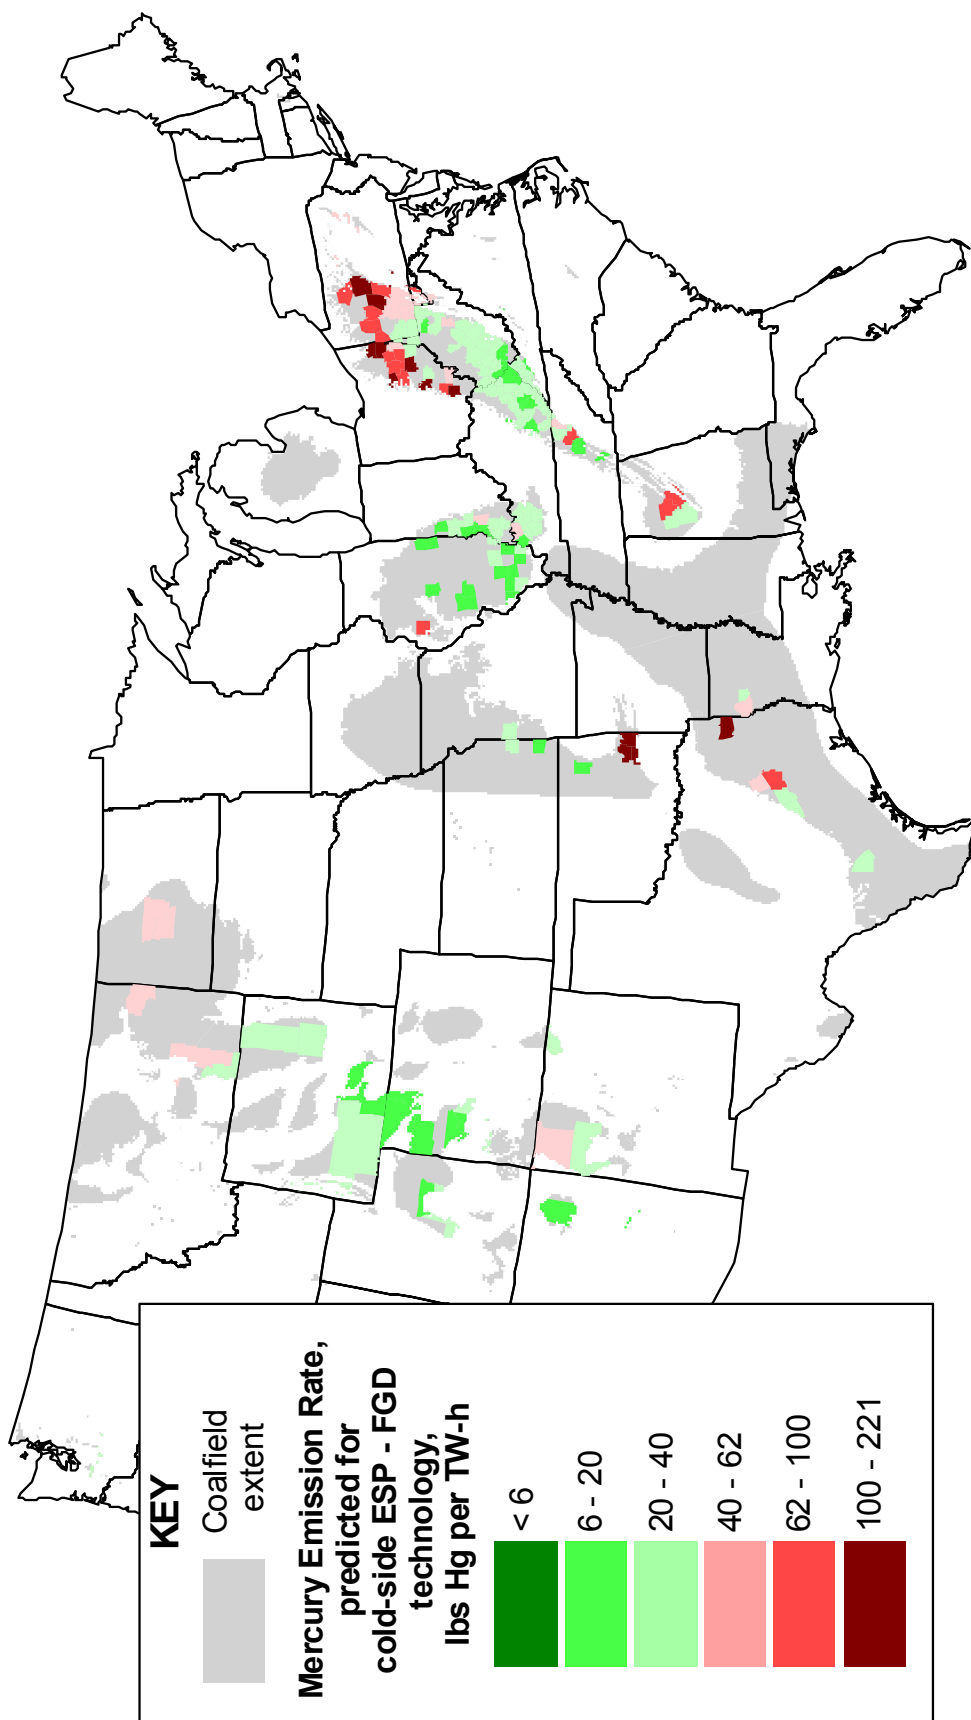 KEY
Coalfield
extent
Mercury Emission Rate,
predicted for
cold-side ESP - FGD
technology,
lbs Hg per TW-h
< 6
6 - 20
20 - 40
40 - 62
62 - 100
100 - 221